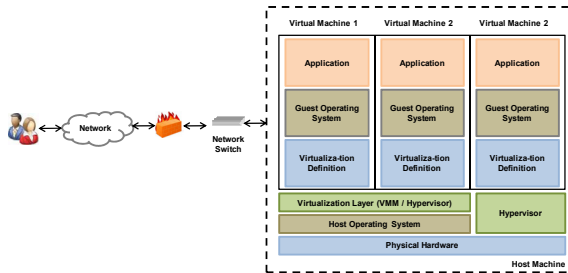 Virtual Machine 1 Virtual Machine 2 Virtual Machine 2
Application Application Application
Guest Operating Guest Operating Guest Operating
System System System
Network
Network
Switch
Virtualiza-tion Virtualiza-tion Virtualiza-tion
Definition Definition Definition
Virtualization Layer (VMM / Hypervisor)
Hypervisor
Host Operating System
Physical Hardware
Host Machine